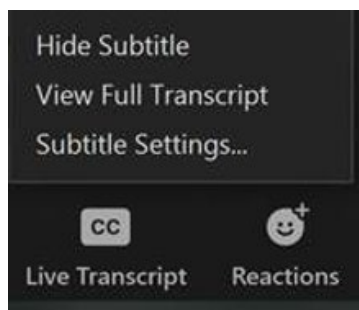 Hide Subtitle
View Full Transcript
Subtitle Settings...
CC
Live Transcript
Reactions